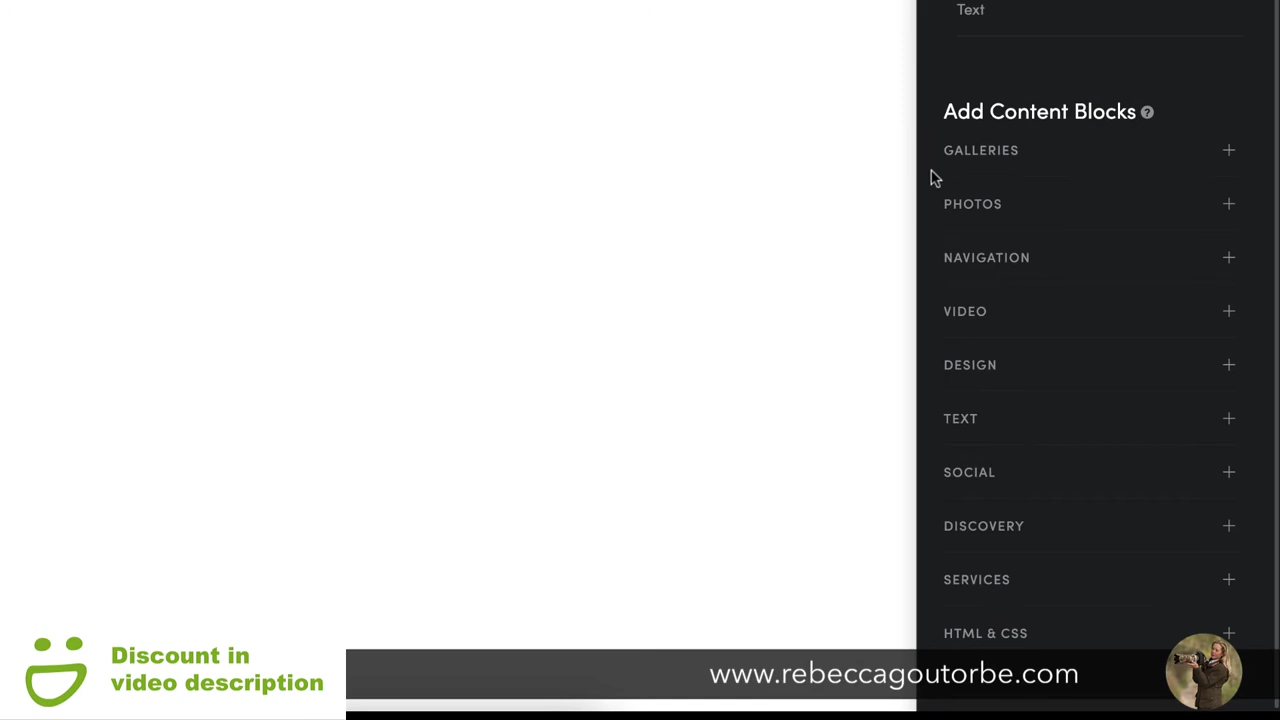 Text
Add Content Blocks ?
GALLERIES +
PHOTOS +
NAVIGATION +
VIDEO +
DESIGN +
TEXT +
SOCIAL +
DISCOVERY +
SERVICES +
HTML & CSS +
Discount in
video description
www.rebeccagoutorbe.com